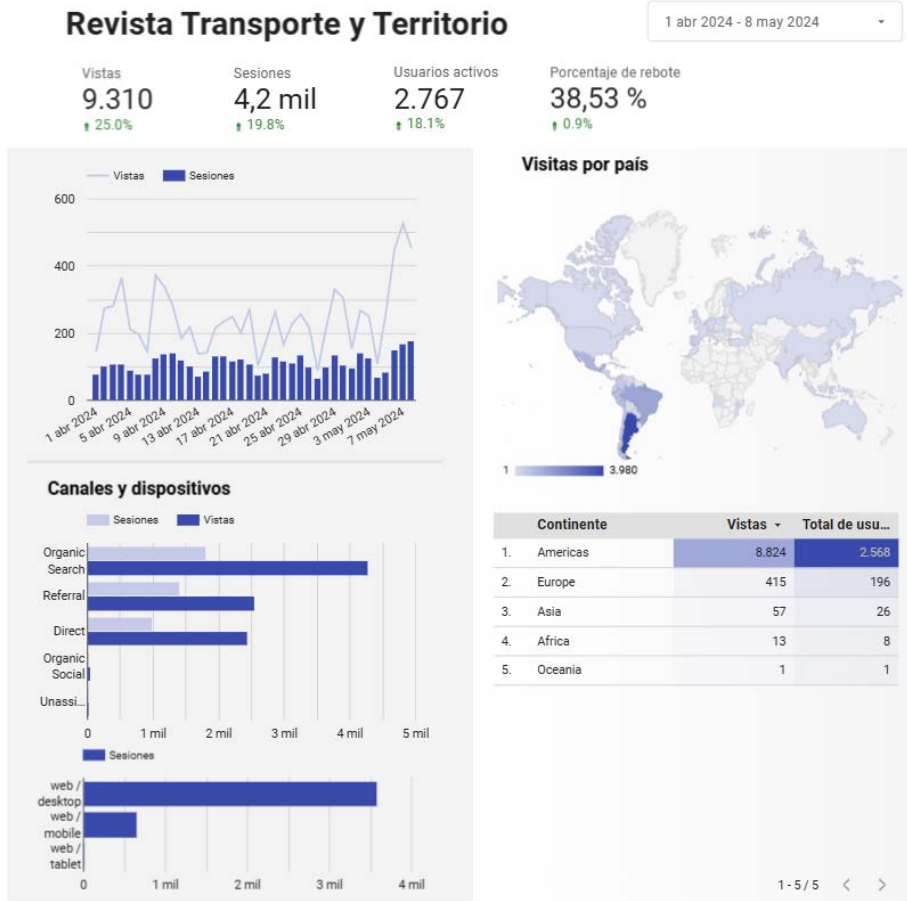 Revista Transporte y Territorio
1 abr 2024 - 8 may 2024
Vistas
9.310
25.0%
Sesiones
4,2 mil
19.8%
Usuarios activos
2.767
18.1%
Porcentaje de rebote
38,53 %
0.9%
Vistas Sesiones
600
400
200
0
1 abr 2024 5 abr 2024 9 abr 2024 13 abr 2024 17 abr 2024 21 abr 2024 25 abr 2024 29 abr 2024 3 may 2024 7 may 2024
Canales y dispositivos
Sesiones Vistas
Organic
Search
Referral
Direct
Organic
Social
Unassi...
0 1 mil 2 mil 3 mil 4 mil 5 mil
Sesiones
web /
desktop
web /
mobile
web /
tablet
0 1 mil 2 mil 3 mil 4 mil
Visitas por país
1 3.980
Continente Vistas Total de usu...
1. Americas 8.824 2.568
2. Europe 415 196
3. Asia 57 26
4. Africa 13 8
5. Oceania 1 1
1 - 5 / 5